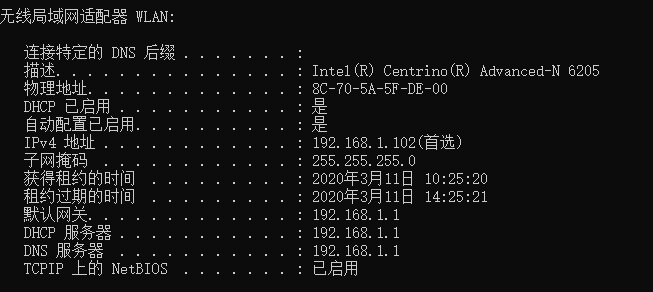 无线局域网适配器 WLAN:
连接特定的 DNS 后缀 . . . . . . . :
描述. . . . . . . . . . . . . . . : Intel(R) Centrino(R) Advanced-N 6205
物理地址. . . . . . . . . . . . . : 8C-70-5A-5F-DE-00
DHCP 已启用 . . . . . . . . . . . : 是
自动配置已启用. . . . . . . . . . : 是
IPv4 地址 . . . . . . . . . . . . : 192.168.1.102(首选)
子网掩码  . . . . . . . . . . . . : 255.255.255.0
获得租约的时间  . . . . . . . . . : 2020年3月11日 10:25:20
租约过期的时间  . . . . . . . . . : 2020年3月11日 14:25:21
默认网关. . . . . . . . . . . . . : 192.168.1.1
DHCP 服务器 . . . . . . . . . . . : 192.168.1.1
DNS 服务器  . . . . . . . . . . . : 192.168.1.1
TCPIP 上的 NetBIOS  . . . . . . . : 已启用